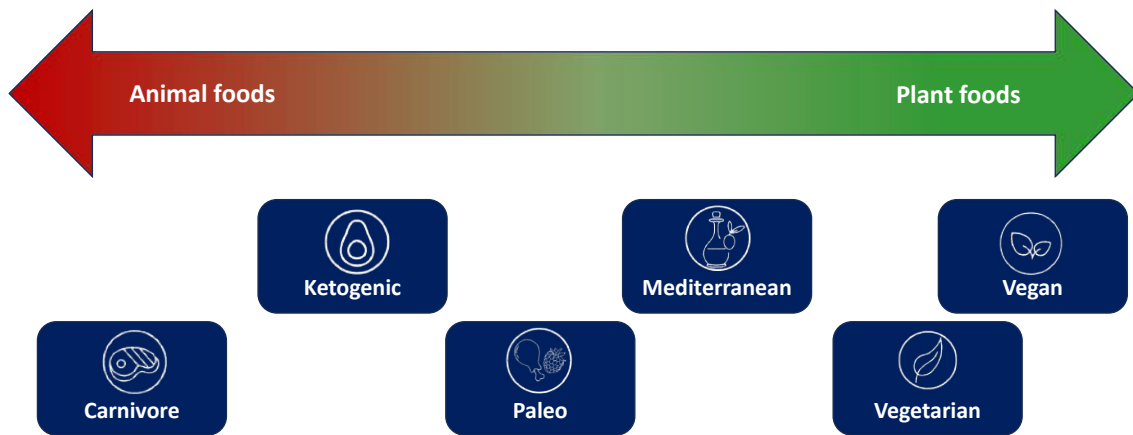 Animal foods
Plant foods
Ketogenic
Mediterranean
Vegan
Carnivore
Paleo
Vegetarian